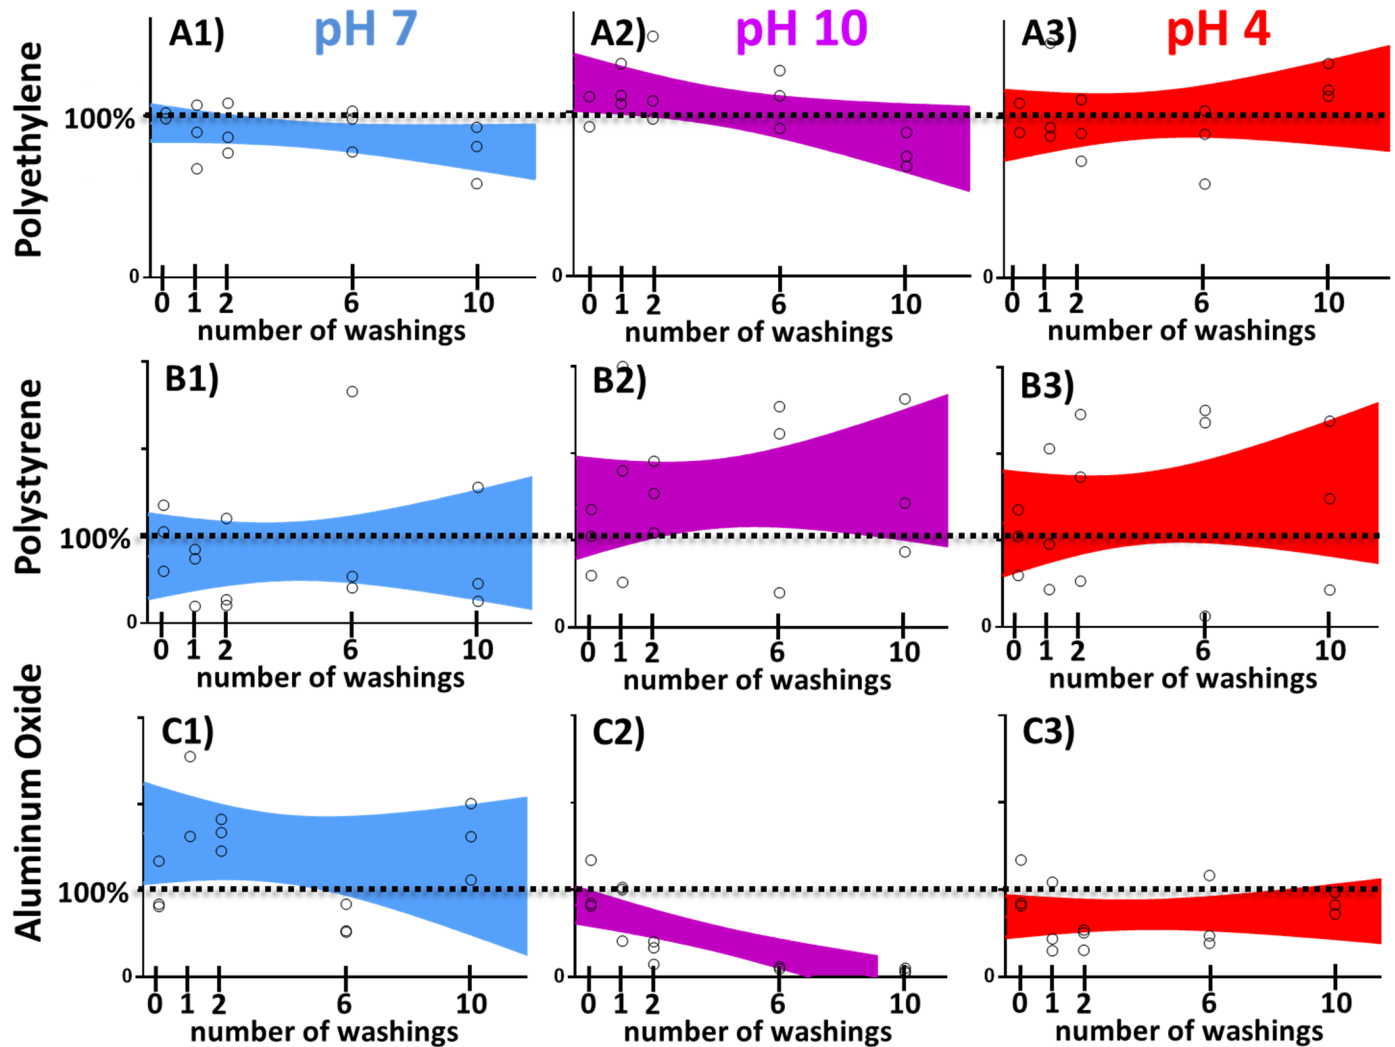 A1) pH 7
A2) pH 10
A3) pH 4
Polyethylene
100%
0 0 0
0 1 2 6 10
0 1 2 6 10
0 1 2 6 10
number of washings
number of washings
number of washings
B1)
B2)
B3)
Polystyrene
100%
0 0 0
0 1 2 6 10
0 1 2 6 10
0 1 2 6 10
number of washings
number of washings
number of washings
C1)
C2)
C3)
Aluminum Oxide
100%
0 0 0
0 1 2 6 10
0 1 2 6 10
0 1 2 6 10
number of washings
number of washings
number of washings